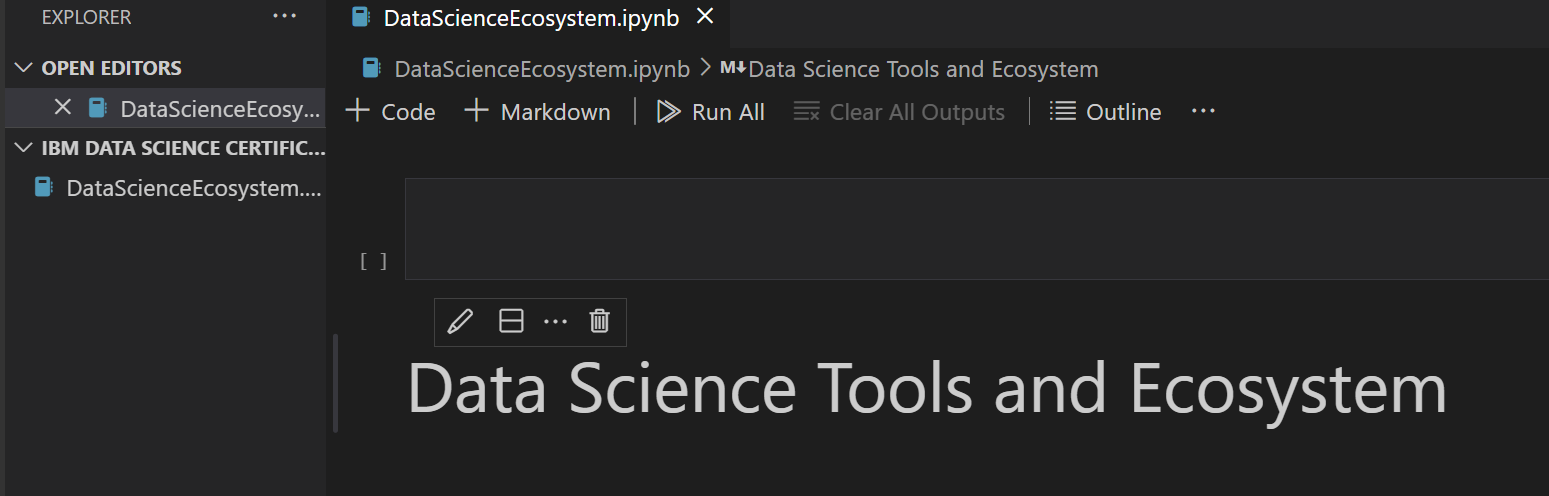 EXPLORER ...
DataScienceEcosystem.ipynb
OPEN EDITORS
DataScienceEcosystem.ipynb > M Data Science Tools and Ecosystem
DataScienceEcosy...
+ Code + Markdown Run All Clear All Outputs Outline ...
IBM DATA SCIENCE CERTIFIC...
DataScienceEcosystem....
[ ]
Data Science Tools and Ecosystem